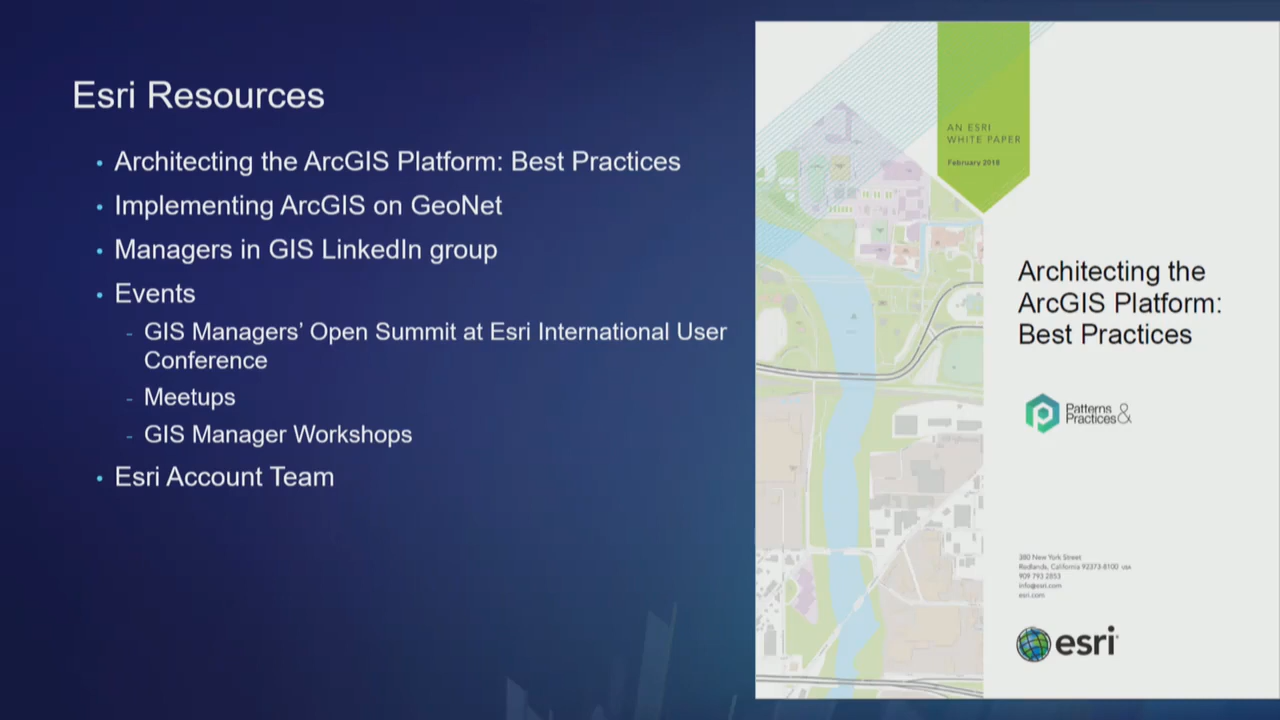 Esri Resources
• Architecting the ArcGIS Platform: Best Practices
• Implementing ArcGIS on GeoNet
• Managers in GIS LinkedIn group
• Events
- GIS Managers’ Open Summit at Esri International User
Conference
- Meetups
- GIS Manager Workshops
• Esri Account Team
AN ESRI
WHITE PAPER
February 2018
Architecting the
ArcGIS Platform:
Best Practices
Patterns
Practices &
380 New York Street
Redlands, California 92373-8100 USA
909 793 2853
info@esri.com
esri.com
esri